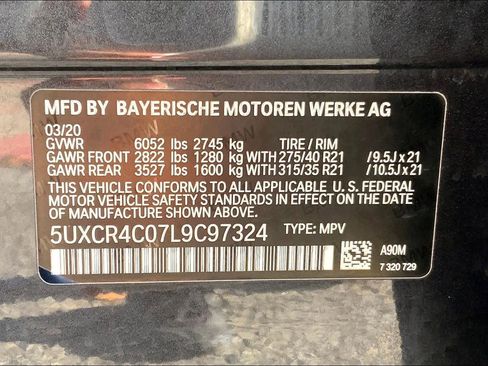 MFD BY BAYERISCHE MOTOREN WERKE AG
03/20
GVWR 6052 lbs 2745 kg TIRE / RIM
GAWR FRONT 2822 lbs 1280 kg WITH 275/40 R21 /9.5J x 21
GAWR REAR 3527 lbs 1600 kg WITH 315/35 R21 /10.5J x 21
THIS VEHICLE CONFORMS TO ALL APPLICABLE U. S. FEDERAL
MOTOR VEHICLE SAFETY STANDARDS IN EFFECT ON THE
DATE OF MANUFACTURE SHOWN ABOVE.
5UXCR4C07L9C97324 TYPE: MPV
A90M
7 320 729